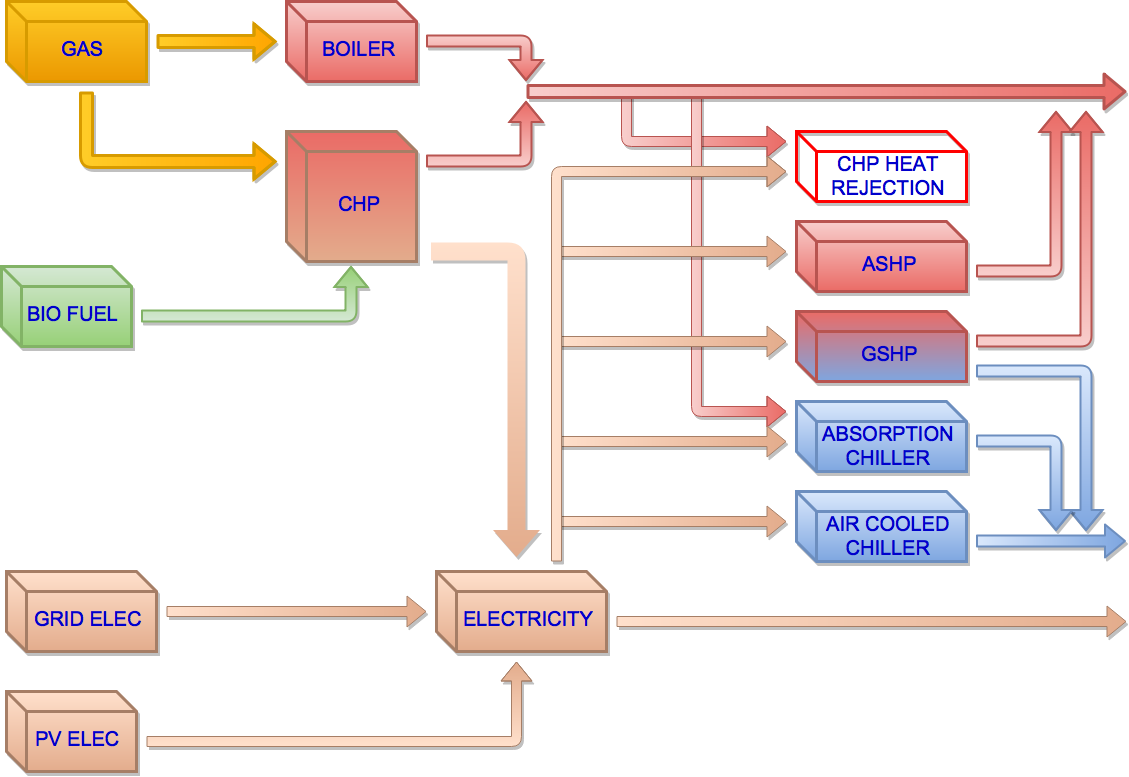 GAS
BOILER
CHP
CHP HEAT
REJECTION
ASHP
BIO FUEL
GSHP
ABSORPTION
CHILLER
AIR COOLED
CHILLER
GRID ELEC
ELECTRICITY
PV ELEC